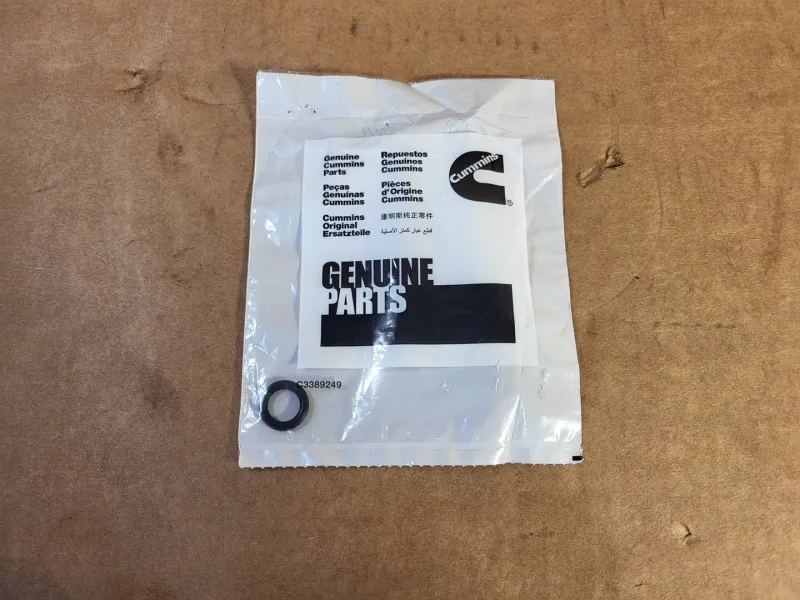 Genuine
Cummins
Parts
Repuestos
Genuinos
Cummins
Cummins
®
Peças
Genuinas
Cummins
Pièces
d'Origine
Cummins
Cummins
Original
Ersatzteile
康明斯纯正零件
قطع غيار كمنز الأصلية
GENUINE
PARTS
C3389249